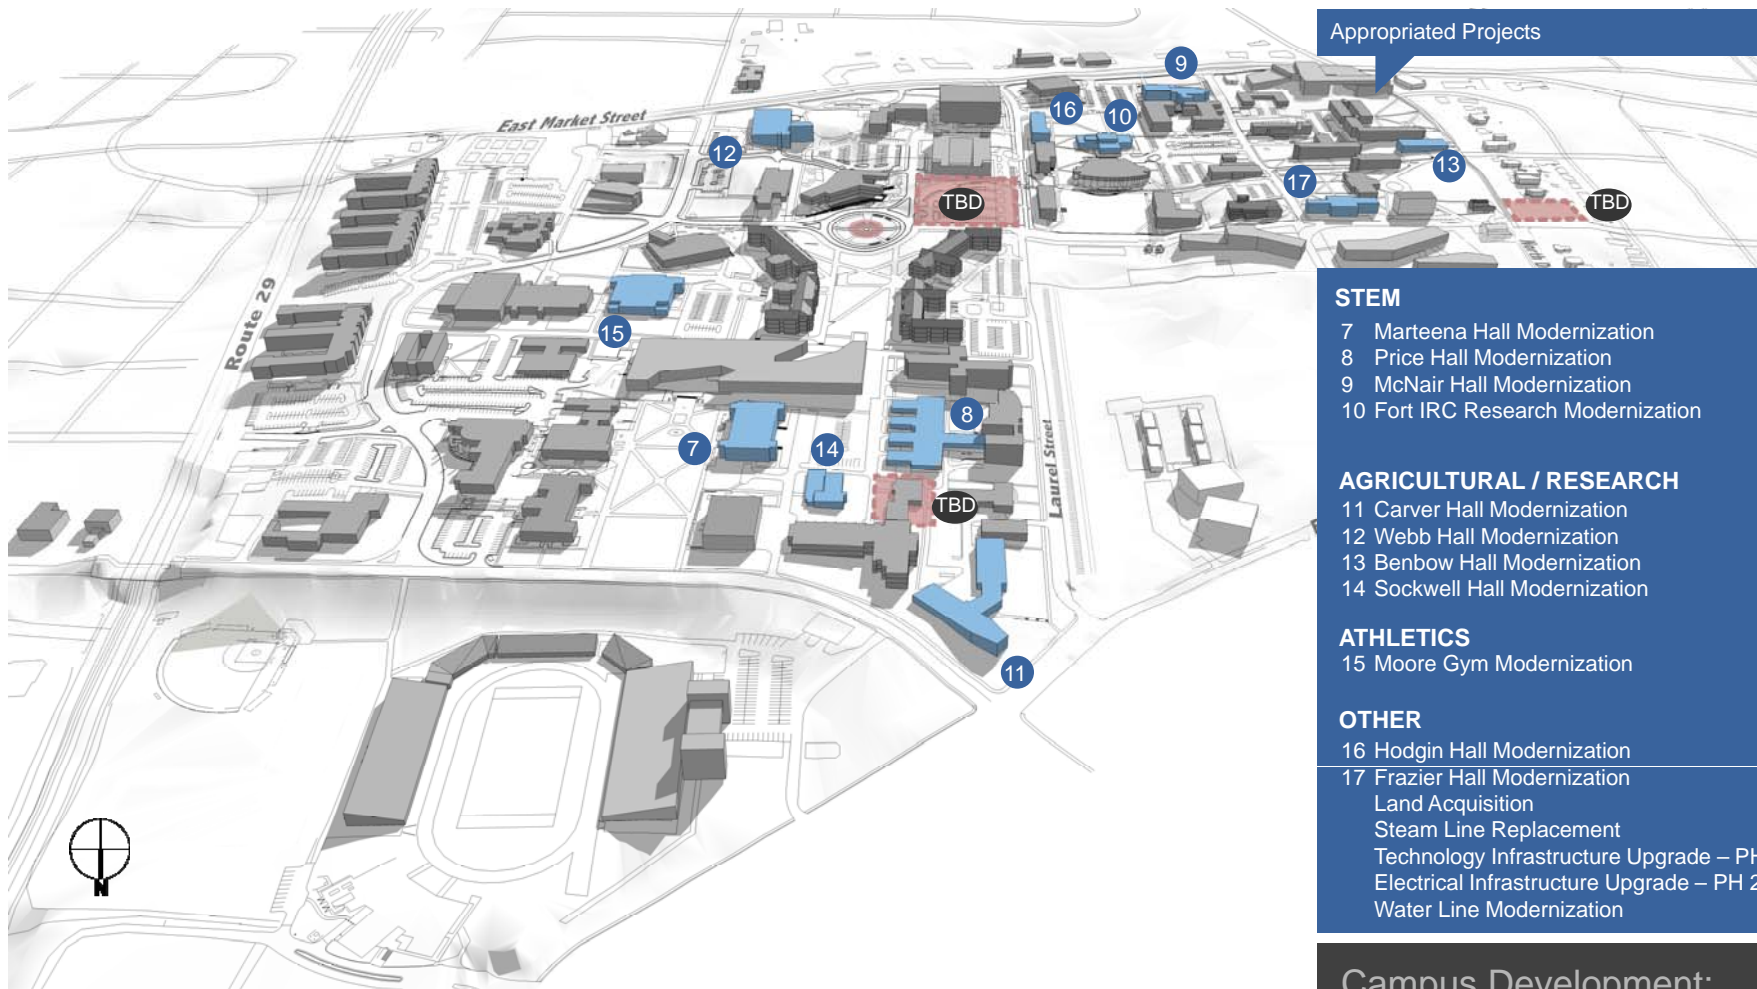 Appropriated Projects
9
16
10
East Market Street
12
13
17
TBD
TBD
Route 29
15
8
7
14
Laurel Street
TBD
11
N
STEM
7 Marteena Hall Modernization
8 Price Hall Modernization
9 McNair Hall Modernization
10 Fort IRC Research Modernization
AGRICULTURAL / RESEARCH
11 Carver Hall Modernization
12 Webb Hall Modernization
13 Benbow Hall Modernization
14 Sockwell Hall Modernization
ATHLETICS
15 Moore Gym Modernization
OTHER
16 Hodgin Hall Modernization
17 Frazier Hall Modernization
Land Acquisition
Steam Line Replacement
Technology Infrastructure Upgrade – PH
Electrical Infrastructure Upgrade – PH 2
Water Line Modernization
Campus Development: